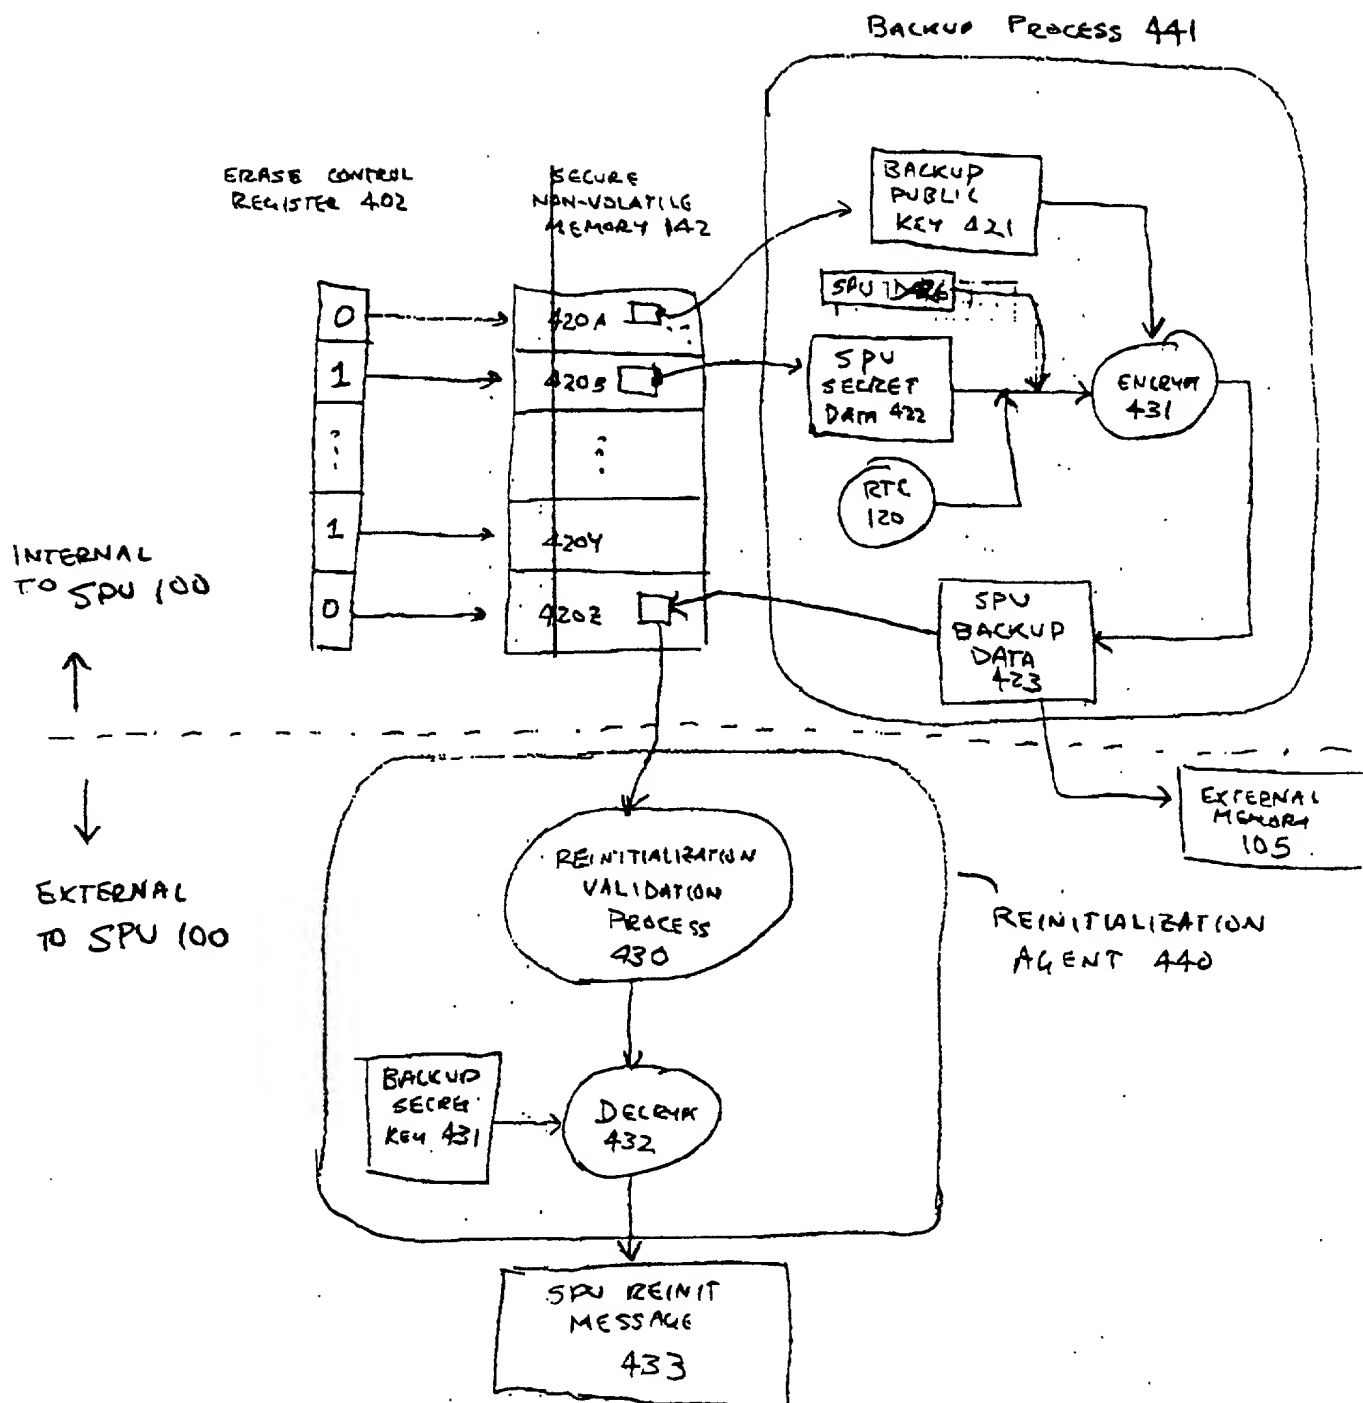 BACKUP PROCESS 441
ERASE CONTROL
REGISTER 402
SECURE
NON-VOLATILE
MEMORY 142
BACKUP
PUBLIC
KEY 421
SPU
0
420A
1
420B
SPU
SECRET
DATA 422
ENCRYPT
431
RTC
120
1
420Y
INTERNAL
TO SPU 100
0
420Z
SPU
BACKUP
DATA
423
EXTERNAL
MEMORY
105
EXTERNAL
TO SPU 100
REINITIALIZATION
VALIDATION
PROCESS
430
REINITIALIZATION
AGENT 440
BACKUP
SECRET
KEY 431
DECRYPT
432
SPU REINIT
MESSAGE
433